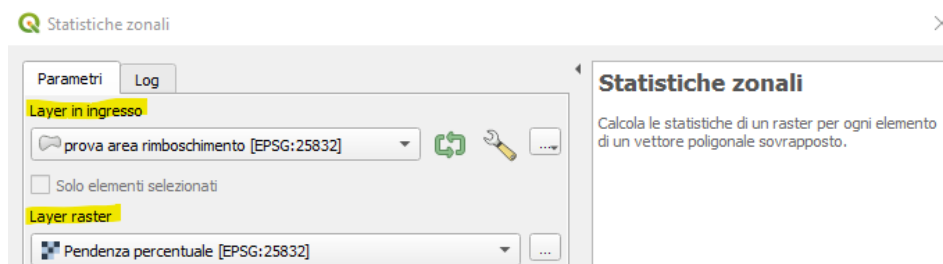 Statistiche zonali
Parametri
Log
Layer in ingresso
prova area rimboschimento [EPSG:25832]
...
Solo elementi selezionati
Layer raster
Pendenza percentuale [EPSG:25832]
...
Statistiche zonali
Calcola le statistiche di un raster per ogni elemento
di un vettore poligonale sovrapposto.